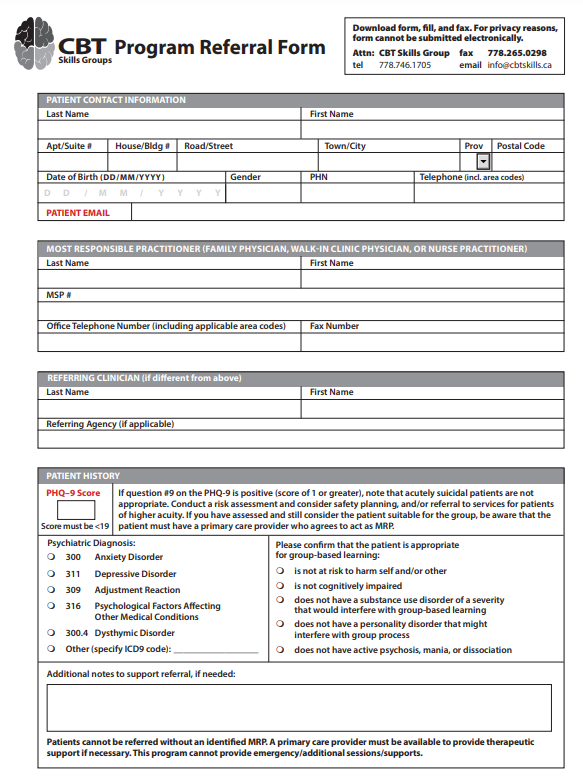 CBT Program Referral Form
Skills Groups
Download form, fill, and fax. For privacy reasons,
form cannot be submitted electronically.
Attn: CBT Skills Group fax 778.265.0298
tel 778.746.1705 email info@cbtskills.ca
PATIENT CONTACT INFORMATION
Last Name First Name
Apt/Suite # House/Bldg # Road/Street Town/City Prov Postal Code
Date of Birth (DD/MM/YYYY) Gender PHN Telephone (incl. area codes)
D D / M M / Y Y Y Y
PATIENT EMAIL
MOST RESPONSIBLE PRACTITIONER (FAMILY PHYSICIAN, WALK-IN CLINIC PHYSICIAN, OR NURSE PRACTITIONER)
Last Name First Name
MSP #
Office Telephone Number (including applicable area codes) Fax Number
REFERRING CLINICIAN (if different from above)
Last Name First Name
Referring Agency (if applicable)
PATIENT HISTORY
PHQ–9 Score
Score must be <19
If question #9 on the PHQ-9 is positive (score of 1 or greater), note that acutely suicidal patients are not
appropriate. Conduct a risk assessment and consider safety planning, and/or referral to services for patients
of higher acuity. If you have assessed and still consider the patient suitable for the group, be aware that the
patient must have a primary care provider who agrees to act as MRP.
Psychiatric Diagnosis:
300 Anxiety Disorder
311 Depressive Disorder
309 Adjustment Reaction
316 Psychological Factors Affecting
Other Medical Conditions
300.4 Dysthymic Disorder
Other (specify ICD9 code): ___________________
Please confirm that the patient is appropriate
for group-based learning:
is not at risk to harm self and/or other
is not cognitively impaired
does not have a substance use disorder of a severity
that would interfere with group-based learning
does not have a personality disorder that might
interfere with group process
does not have active psychosis, mania, or dissociation
Additional notes to support referral, if needed:
Patients cannot be referred without an identified MRP. A primary care provider must be available to provide therapeutic
support if necessary. This program cannot provide emergency/additional sessions/supports.